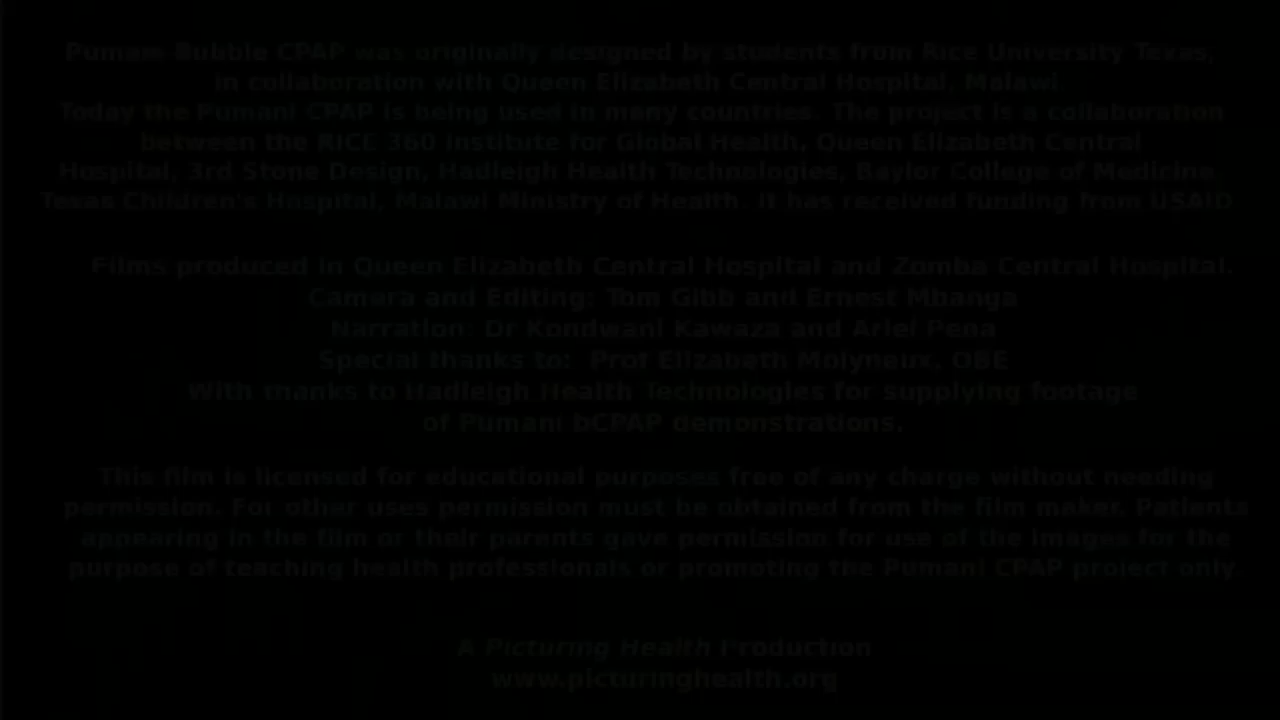 Pumani Bubble CPAP was originally designed by students from Rice University Texas,
in collaboration with Queen Elizabeth Central Hospital, Malawi
Today the Pumani CPAP is being used in many countries. The project is a collaboration
between the RICE 360 Institute for Global Health, Queen Elizabeth Central
Hospital, 3rd Stone Design, Hadleigh Health Technologies, Baylor College of Medicine
Texas Children's Hospital, Malawi Ministry of Health. It has received funding from USAID
Films produced in Queen Elizabeth Central Hospital and Zomba Central Hospital.
Camera and Editing: Tom Gibb and Ernest Mbanga
Narration: Dr Kondwani Kawaza and Ariel Pena
Special thanks to: Prof Elizabeth Molyneux, OBE
With thanks to Hadleigh Health Technologies for supplying footage
of Pumani bCPAP demonstrations.
This film is licensed for educational purposes free of any charge without needing
permission. For other uses permission must be obtained from the film maker. Patients
appearing in the film or their parents gave permission for use of the images for the
purpose of teaching health professionals or promoting the Pumani CPAP project only.
A Picturing Health Production
www.picturinghealth.org